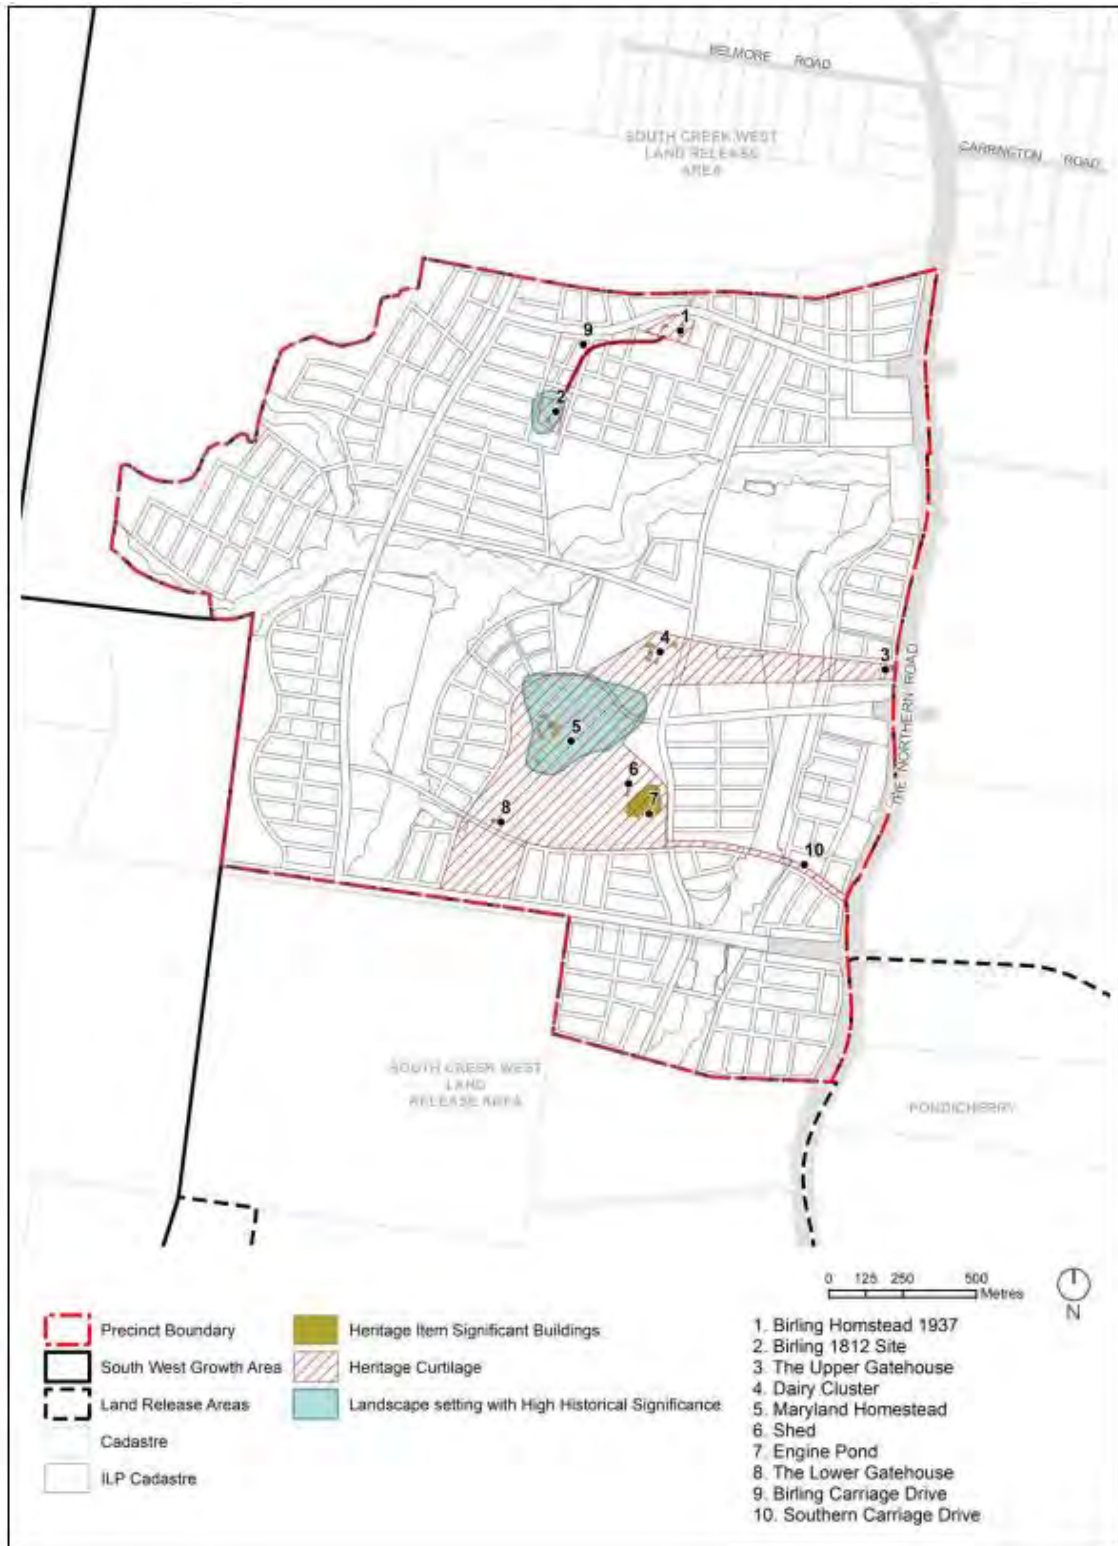 BELMORE ROAD
SOUTH CREEK WEST
LAND RELEASE
AREA
CARRINGTON ROAD
1
9
2
4
3
THE NORTHERN ROAD
5
6
7
8
10
SOUTH CREEK WEST
LAND
RELEASE AREA
PONDICHERRY
0 125 250 500
Metres
N
Precinct Boundary
South West Growth Area
Land Release Areas
Cadastre
ILP Cadastre
Heritage Item Significant Buildings
Heritage Curtilage
Landscape setting with High Historical Significance
1. Birling Homstead 1937
2. Birling 1812 Site
3. The Upper Gatehouse
4. Dairy Cluster
5. Maryland Homestead
6. Shed
7. Engine Pond
8. The Lower Gatehouse
9. Birling Carriage Drive
10. Southern Carriage Drive